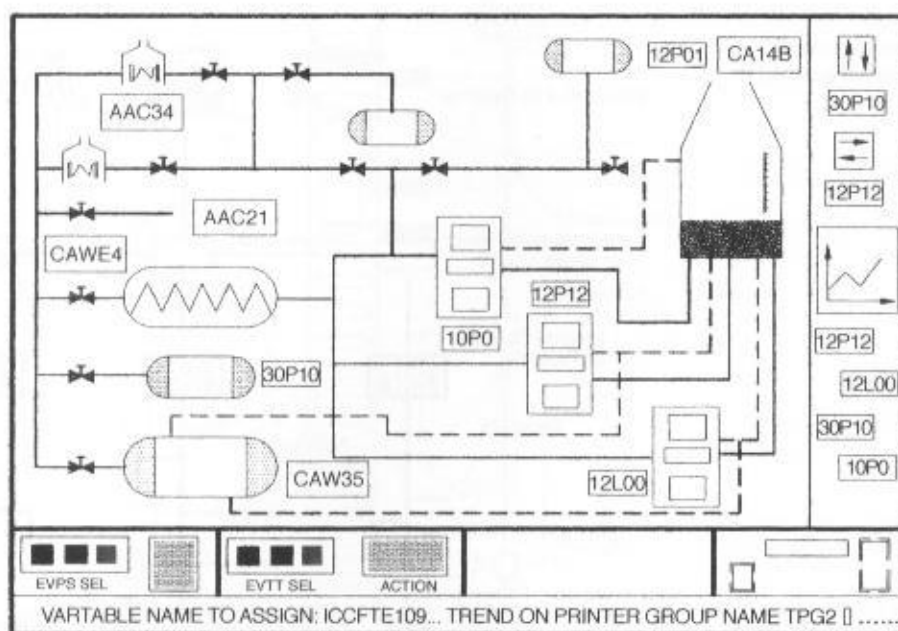 12P01
CA14B
AAC34
30P10
12P12
AAC21
CAWE4
12P12
10P0
30P10
12P12
12L00
30P10
10P0
CAW35
12L00
EVPS SEL
EVTT SEL
ACTION
VARTABLE NAME TO ASSIGN: ICCFTE109... TREND ON PRINTER GROUP NAME TPG2 [] ......